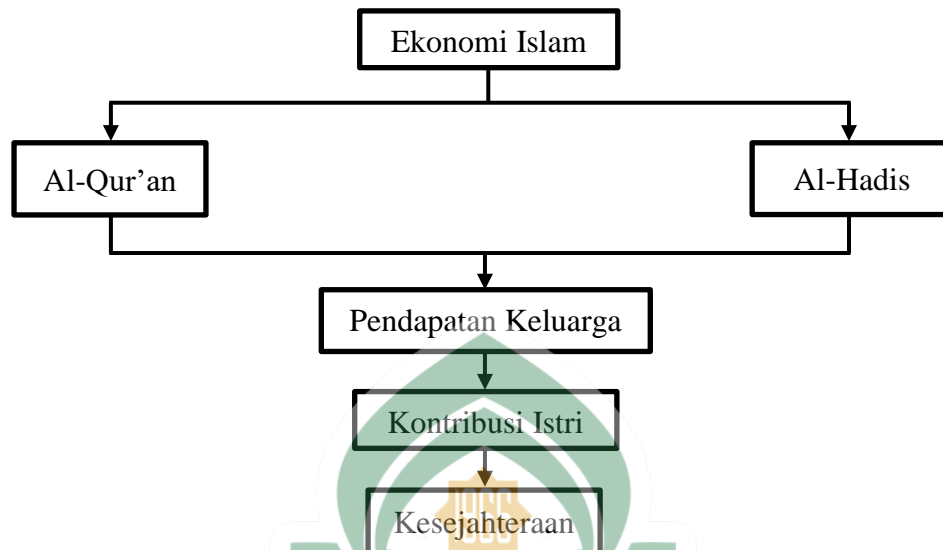 Ekonomi Islam
Al-Qur’an
Al-Hadis
Pendapatan Keluarga
Kontribusi Istri
Kesejahteraan